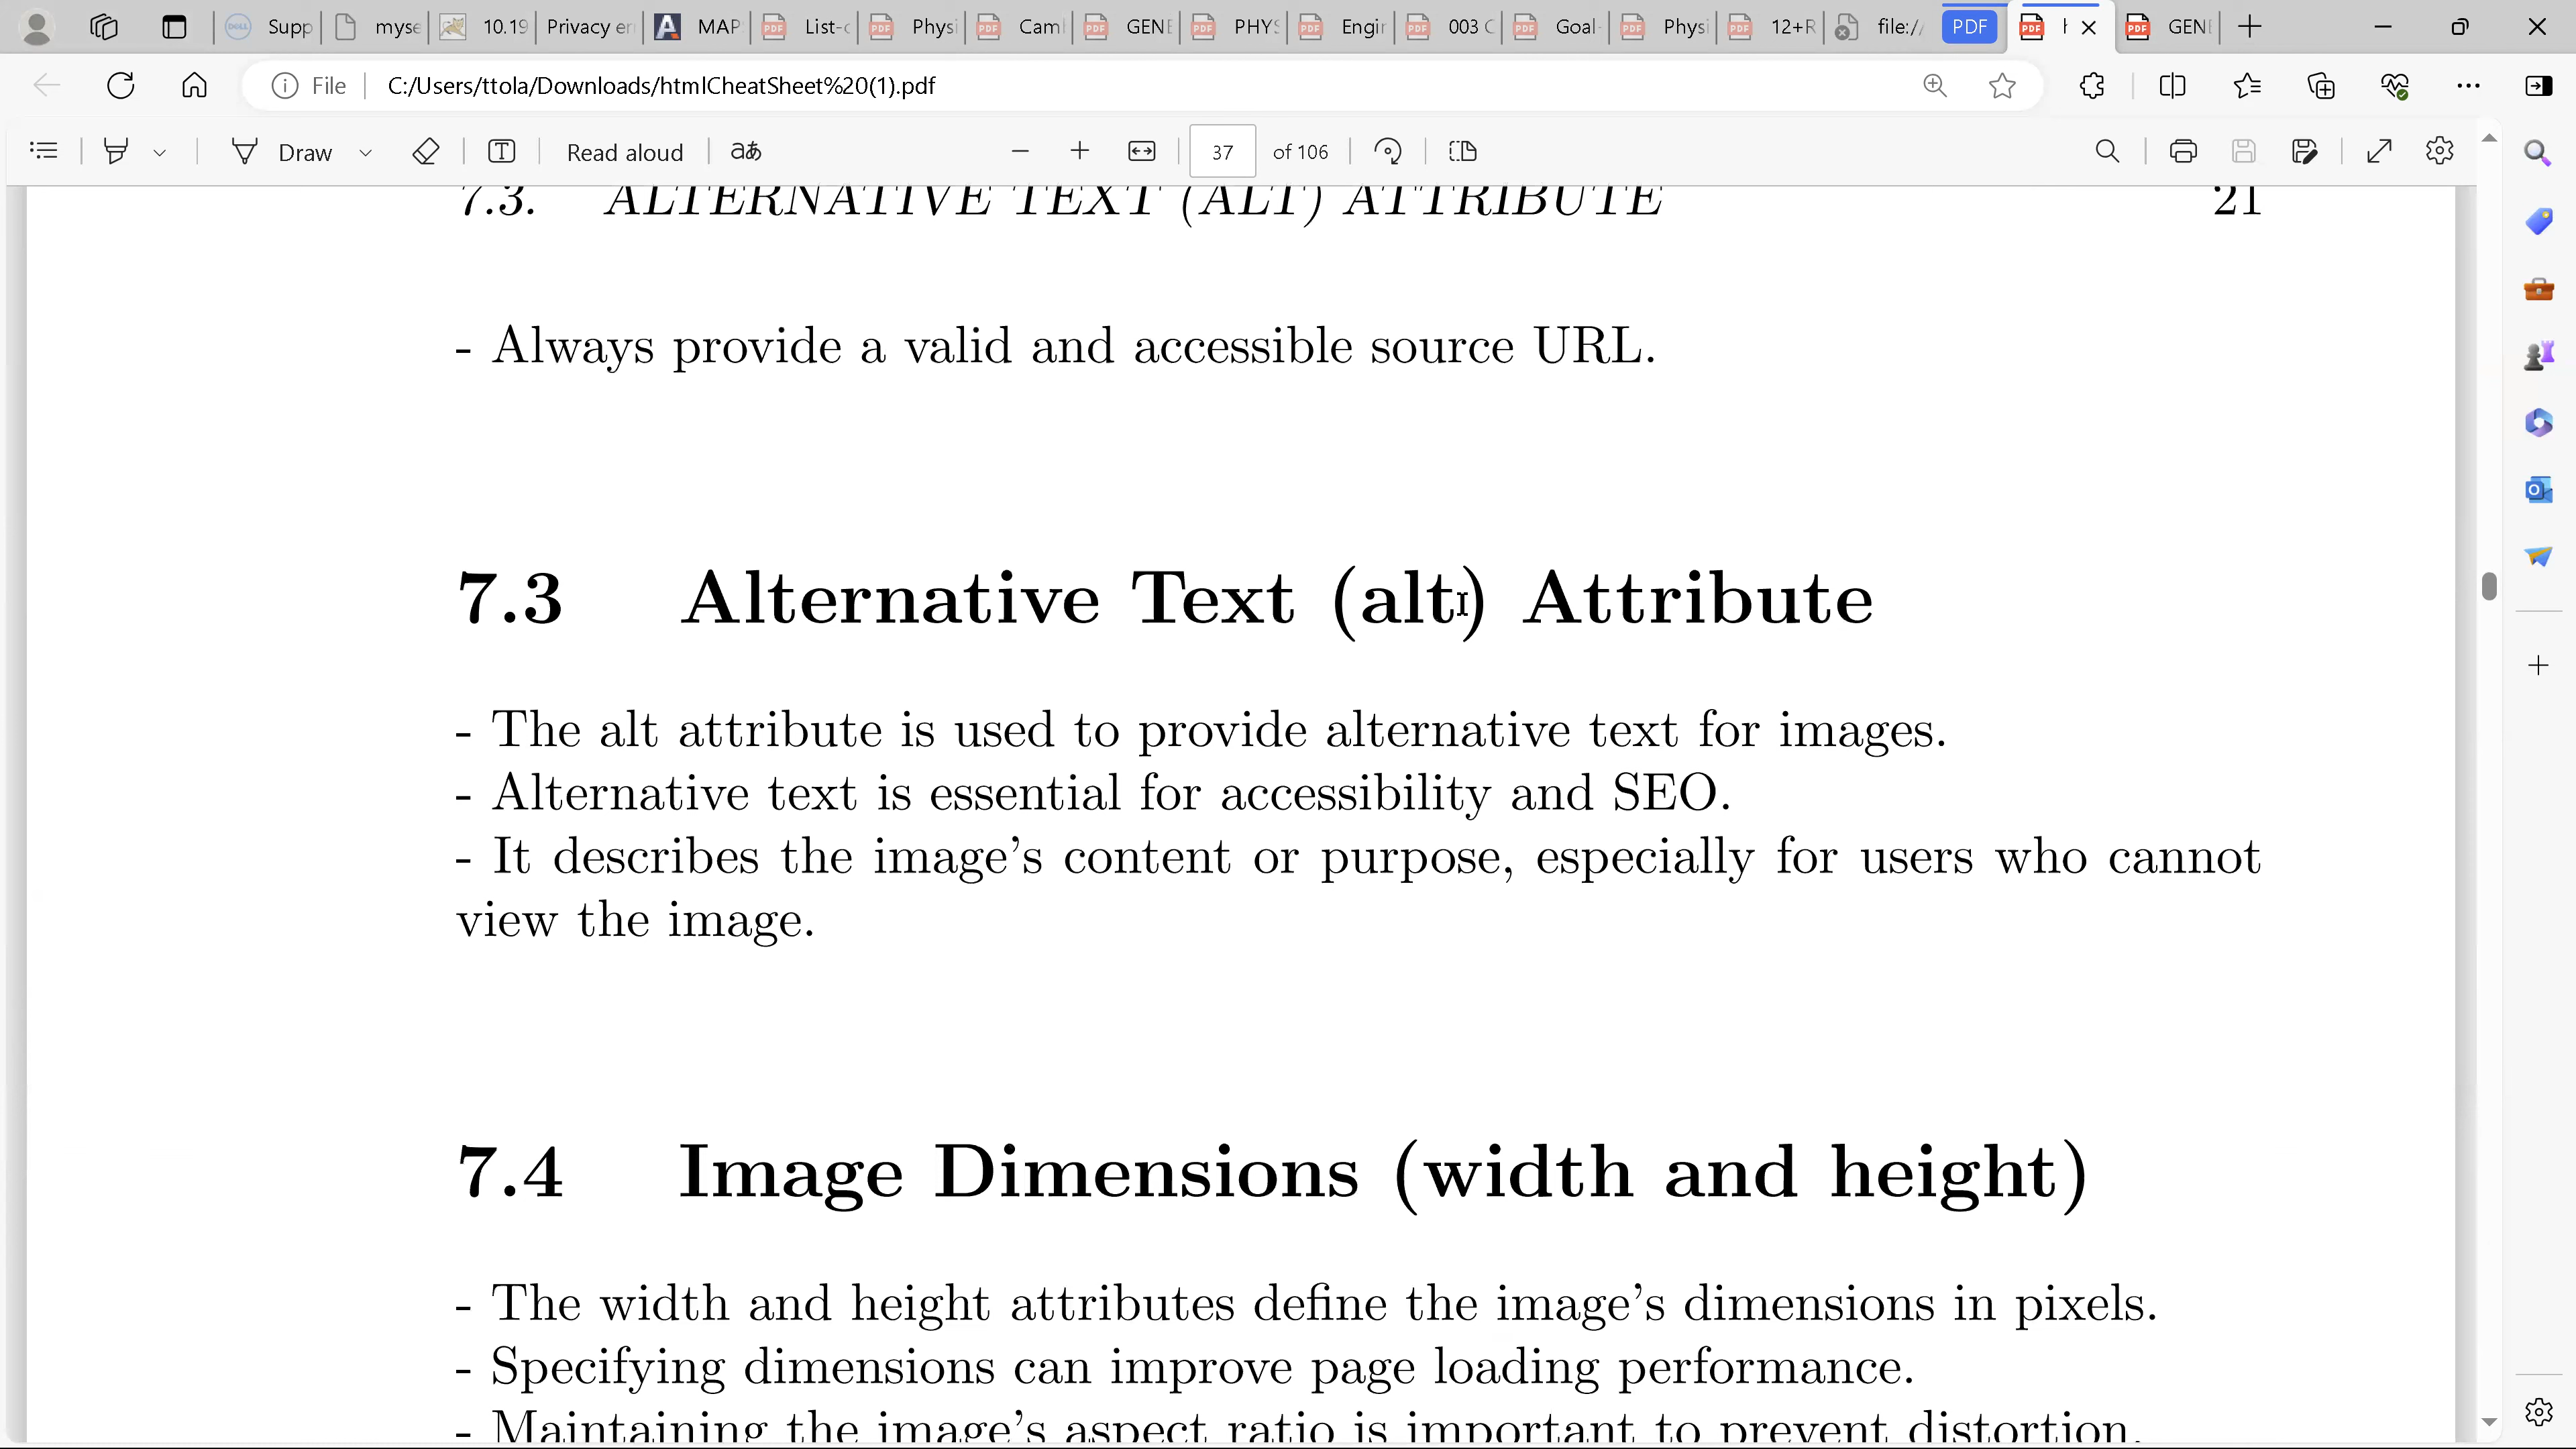 Supp
myse
10.19
Privacy er
MAP
List-c
Physi
Cam
GENE
PHYS
Engir
003 C
Goal-
Physi
12+R
file://
PDF
GENI
File
C:/Users/ttola/Downloads/htmlCheatSheet%20(1).pdf
Draw
Read aloud
aあ
37 of 106
7.3. ALTERNATIVE TEXT (ALT) ATTRIBUTE 21
- Always provide a valid and accessible source URL.
7.3 Alternative Text (alt) Attribute
- The alt attribute is used to provide alternative text for images.
- Alternative text is essential for accessibility and SEO.
- It describes the image's content or purpose, especially for users who cannot
view the image.
7.4 Image Dimensions (width and height)
- The width and height attributes define the image's dimensions in pixels.
- Specifying dimensions can improve page loading performance.
- Maintaining the image's aspect ratio is important to prevent distortion.